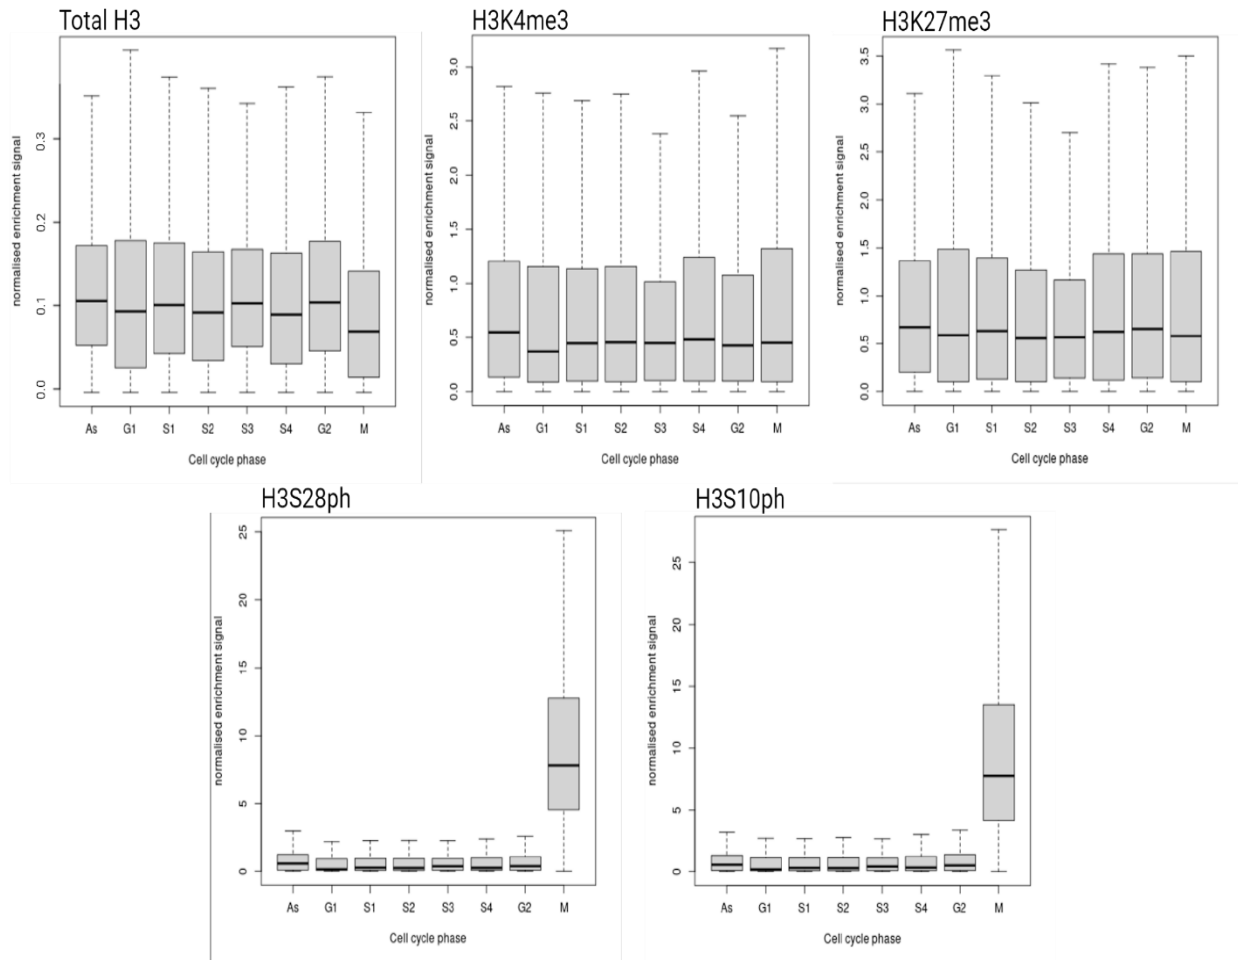 Total H3
normalised enrichment signal
0.3
0.2
0.1
0.0
As G1 S1 S2 S3 S4 G2 M
Cell cycle phase
H3K4me3
normalised enrichment signal
3.0
2.5
2.0
1.5
1.0
0.5
0.0
As G1 S1 S2 S3 S4 G2 M
Cell cycle phase
H3K27me3
normalised enrichment signal
3.5
3.0
2.5
2.0
1.5
1.0
0.5
0.0
As G1 S1 S2 S3 S4 G2 M
Cell cycle phase
H3S28ph
normalised enrichment signal
25
20
15
10
5
0
As G1 S1 S2 S3 S4 G2 M
Cell cycle phase
H3S10ph
normalised enrichment signal
25
20
15
10
5
0
As G1 S1 S2 S3 S4 G2 M
Cell cycle phase